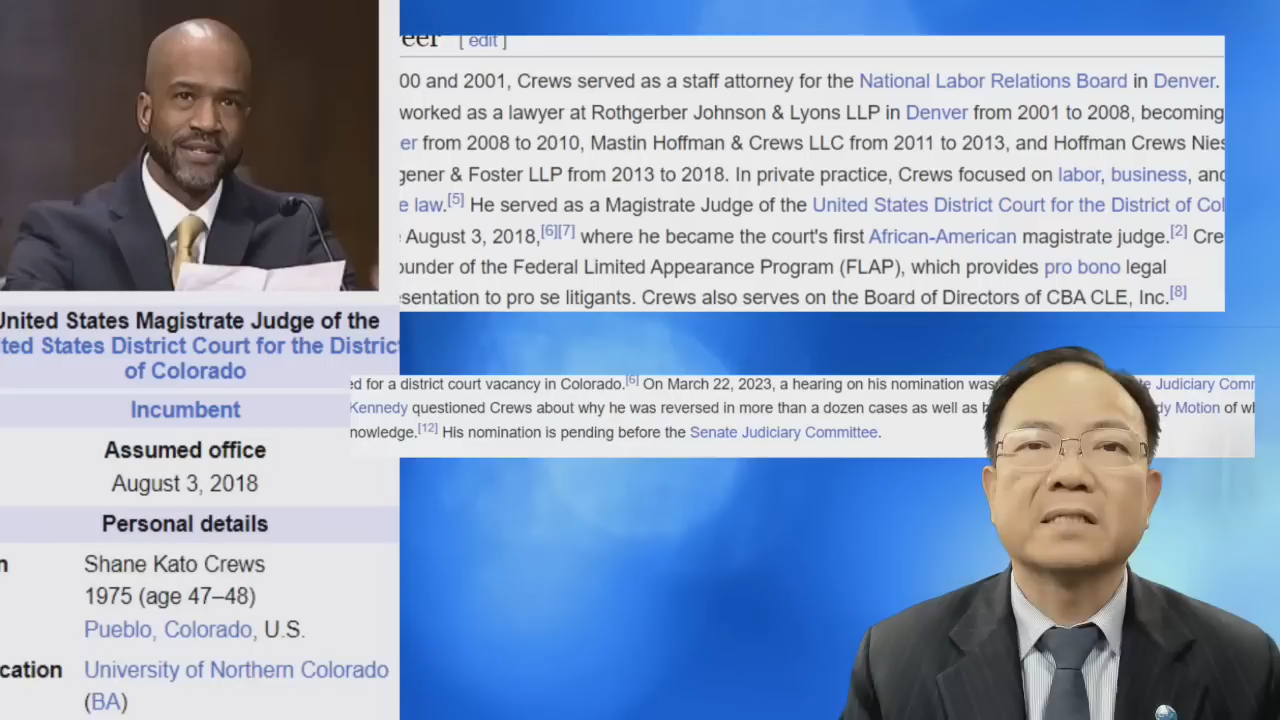 eer [ edit ]
00 and 2001, Crews served as a staff attorney for the National Labor Relations Board in Denver.
worked as a lawyer at Rothgerber Johnson & Lyons LLP in Denver from 2001 to 2008, becoming
er from 2008 to 2010, Mastin Hoffman & Crews LLC from 2011 to 2013, and Hoffman Crews Nies
gener & Foster LLP from 2013 to 2018. In private practice, Crews focused on labor, business, and
e law.[5] He served as a Magistrate Judge of the United States District Court for the District of Col
August 3, 2018,[6][7] where he became the court's first African-American magistrate judge.[2] Cre
ounder of the Federal Limited Appearance Program (FLAP), which provides pro bono legal
esentation to pro se litigants. Crews also serves on the Board of Directors of CBA CLE, Inc.[8]
United States Magistrate Judge of the
ted States District Court for the District
of Colorado
Incumbent
Assumed office
August 3, 2018
Personal details
n Shane Kato Crews
1975 (age 47–48)
Pueblo, Colorado, U.S.
cation University of Northern Colorado
(BA)
ed for a district court vacancy in Colorado.[6] On March 22, 2023, a hearing on his nomination was e Judiciary Comm
Kennedy questioned Crews about why he was reversed in more than a dozen cases as well as b dy Motion of wh
nowledge.[12] His nomination is pending before the Senate Judiciary Committee.